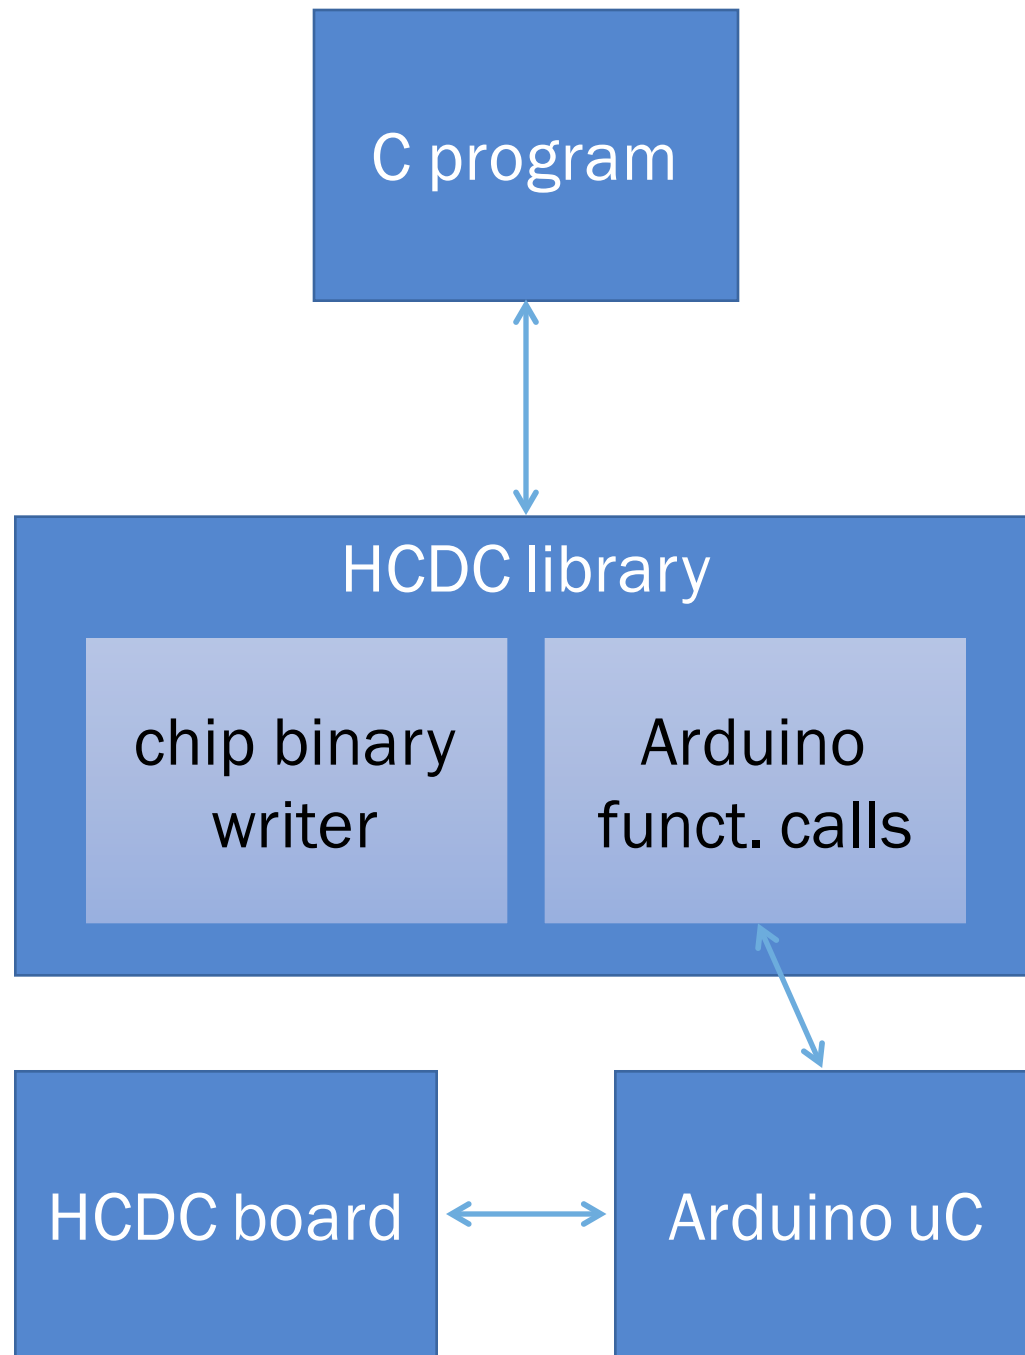 C program
HCDC library
chip binary
writer
Arduino
funct. calls
HCDC board
Arduino uC